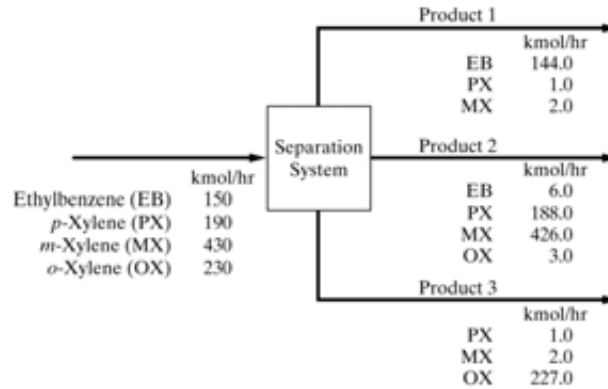 Product 1
kmol/hr
EB 144.0
PX 1.0
MX 2.0
Separation
System
Product 2
kmol/hr
EB 6.0
PX 188.0
MX 426.0
OX 3.0
kmol/hr
Ethylbenzene (EB) 150
p-Xylene (PX) 190
m-Xylene (MX) 430
o-Xylene (OX) 230
Product 3
kmol/hr
PX 1.0
MX 2.0
OX 227.0